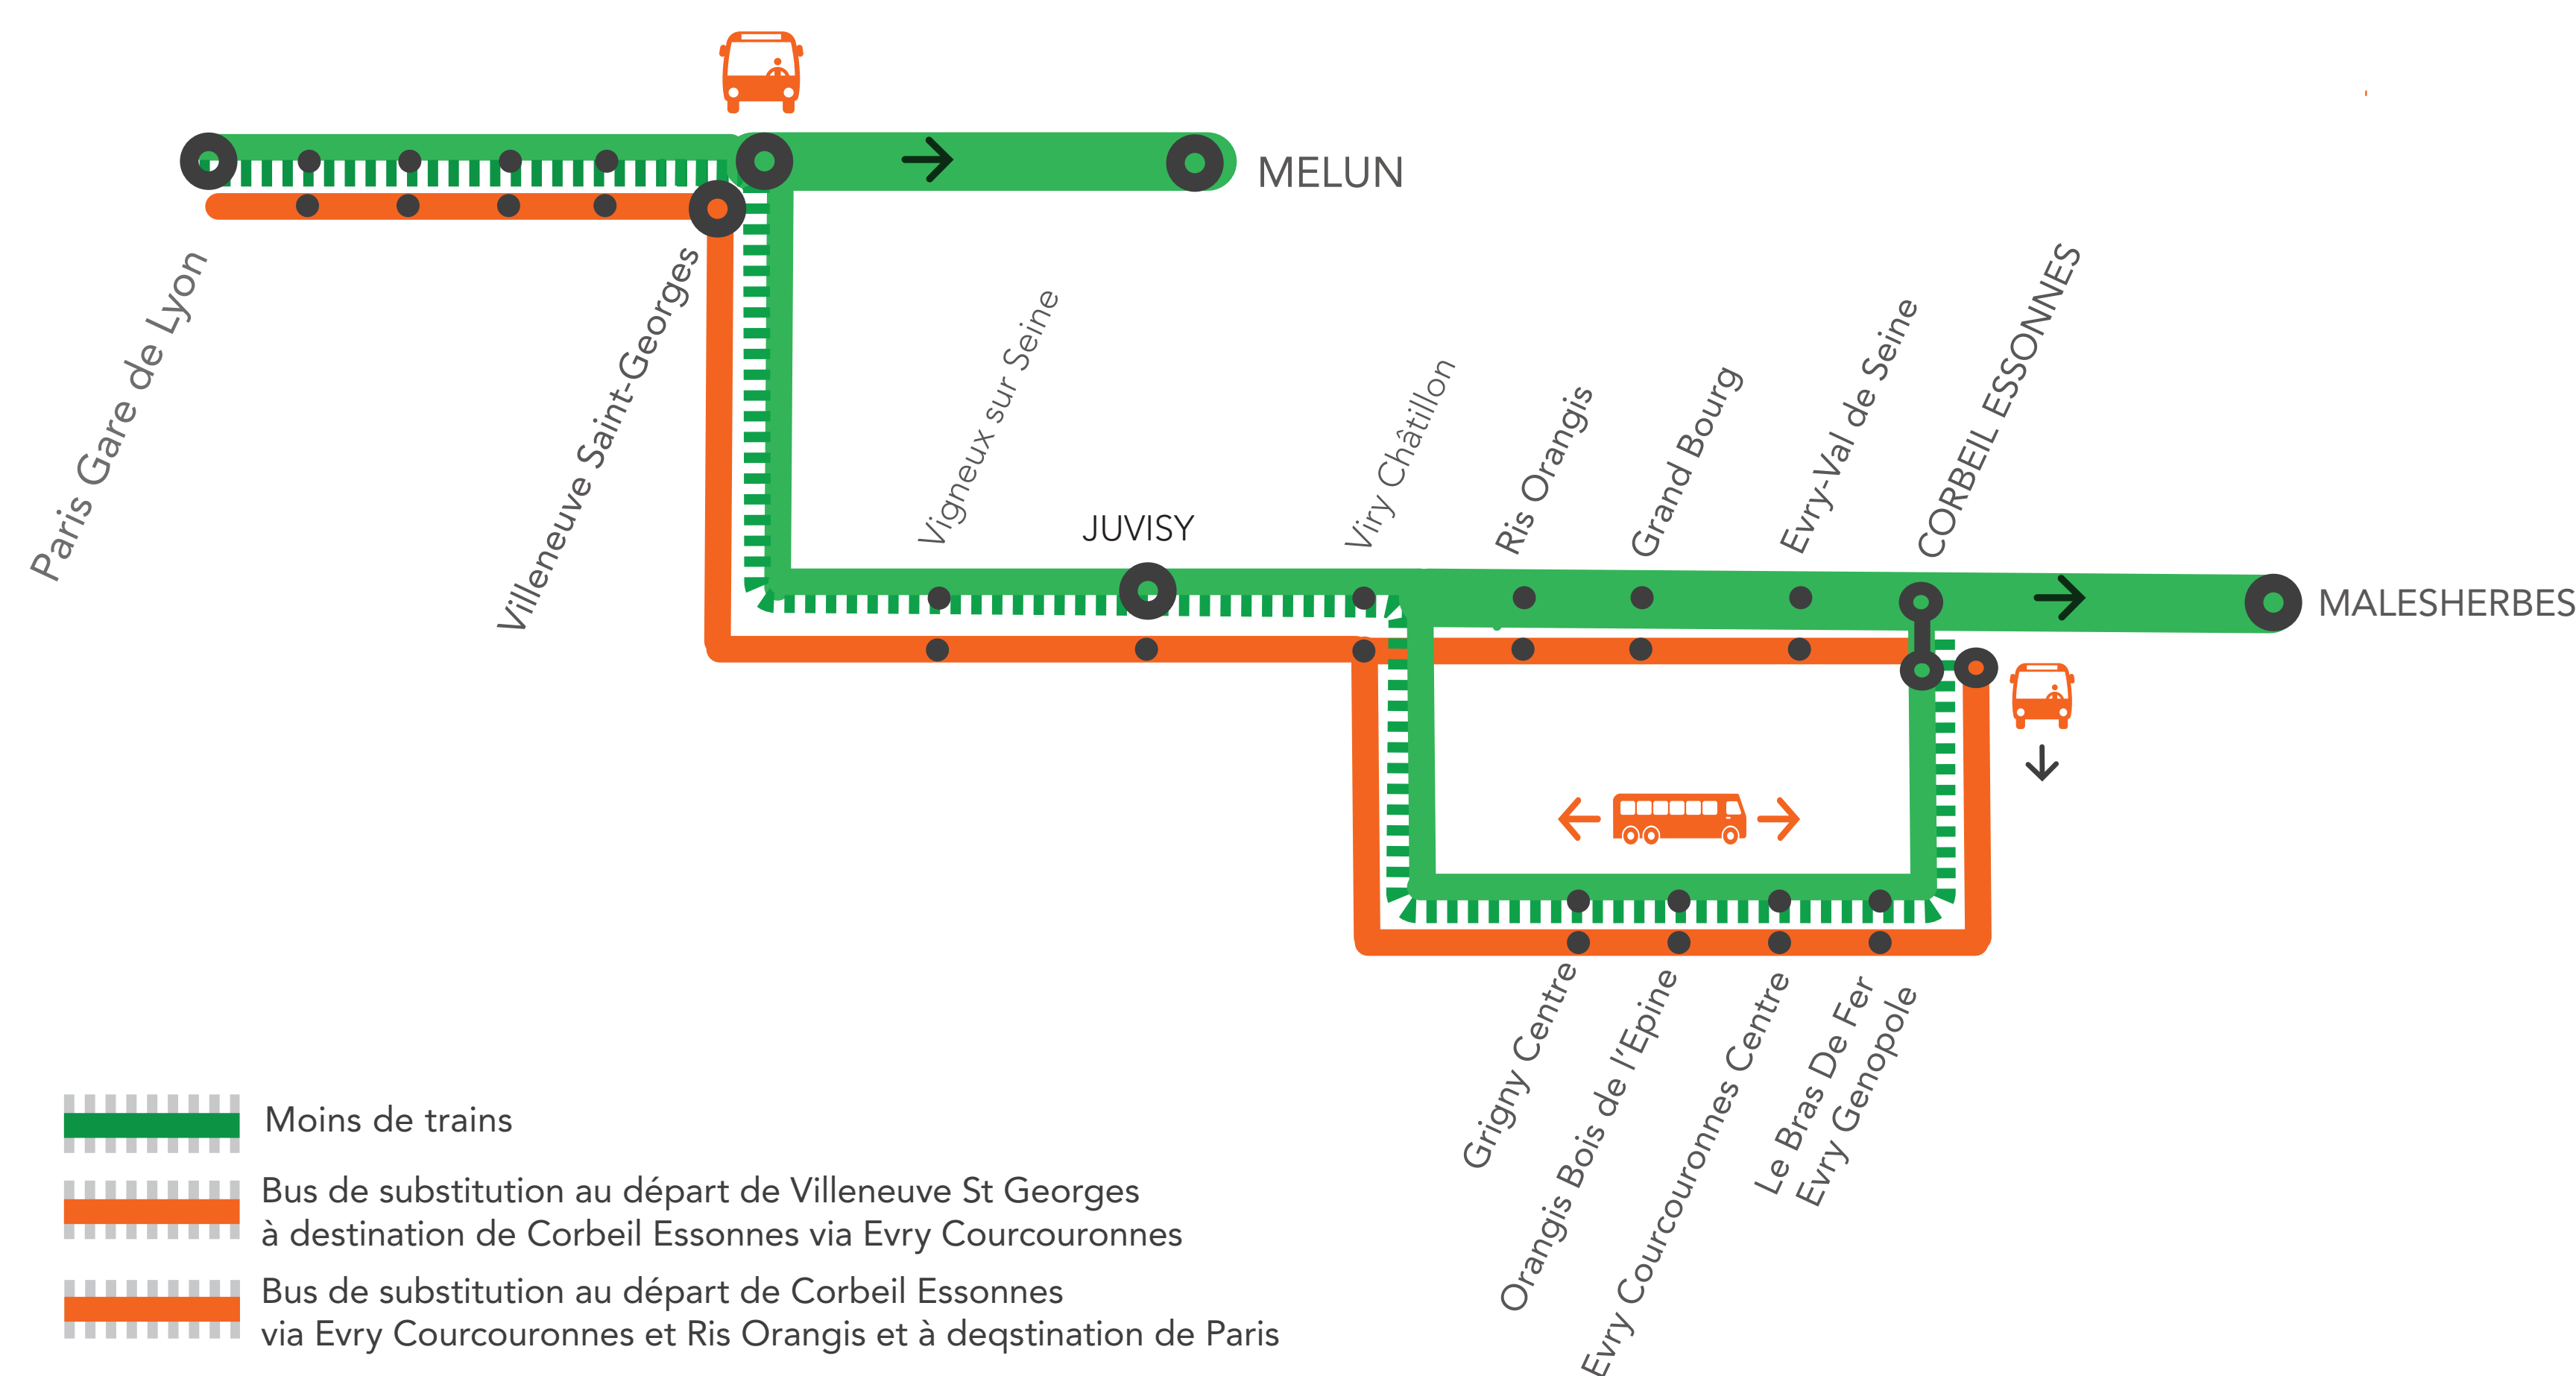 MELUN
Paris Gare de Lyon
Villeneuve Saint-Georges
Vigneux sur Seine
JUVISY
Viry Châtillon
Ris Orangis
Grand Bourg
Evry-Val de Seine
CORBEIL ESSONNES
MALESHERBES
Grigny Centre
Orangis Bois de l'Epine
Evry Courcouronnes Centre
Le Bras De Fer
Evry Genopole
Moins de trains
Bus de substitution au départ de Villeneuve St Georges
à destination de Corbeil Essonnes via Evry Courcouronnes
Bus de substitution au départ de Corbeil Essonnes
via Evry Courcouronnes et Ris Orangis et à deqstination de Paris